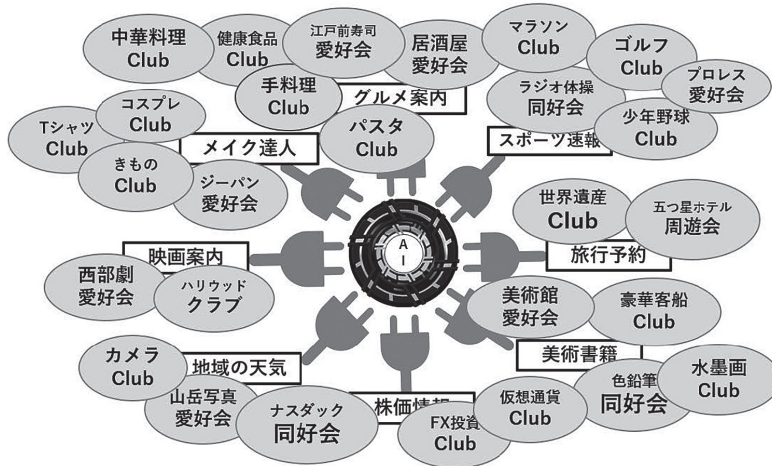 中華料理
Club
健康食品
Club
江戸前寿司
愛好会
居酒屋
愛好会
マラソン
Club
ゴルフ
Club
プロレス
愛好会
手料理
Club
グルメ案内
ラジオ体操
同好会
少年野球
Club
コスプレ
Club
Tシャツ
Club
メイク達人
パスタ
Club
スポーツ速報
きもの
Club
ジーパン
愛好会
世界遺産
Club
五つ星ホテル
周遊会
映画案内
A
I
旅行予約
西部劇
愛好会
ハリウッド
クラブ
美術館
愛好会
豪華客船
Club
カメラ
Club
地域の天気
美術書籍
山岳写真
愛好会
ナスダック
同好会
株価情報
FX投資
Club
仮想通貨
Club
色鉛筆
同好会
水墨画
Club